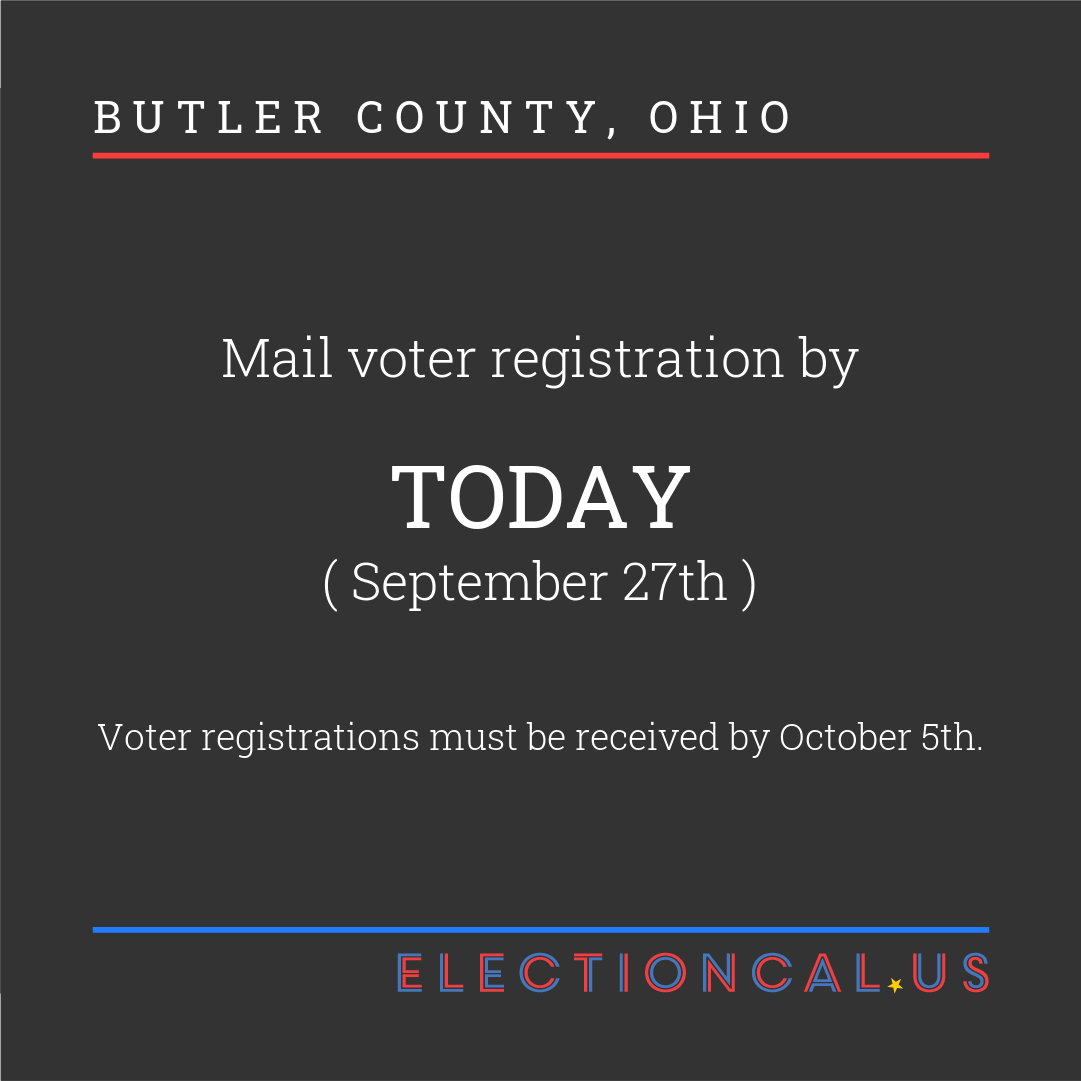 BUTLER COUNTY, OHIO
Mail voter registration by
TODAY
( September 27th )
Voter registrations must be received by October 5th.
ELECTIONCAL.US